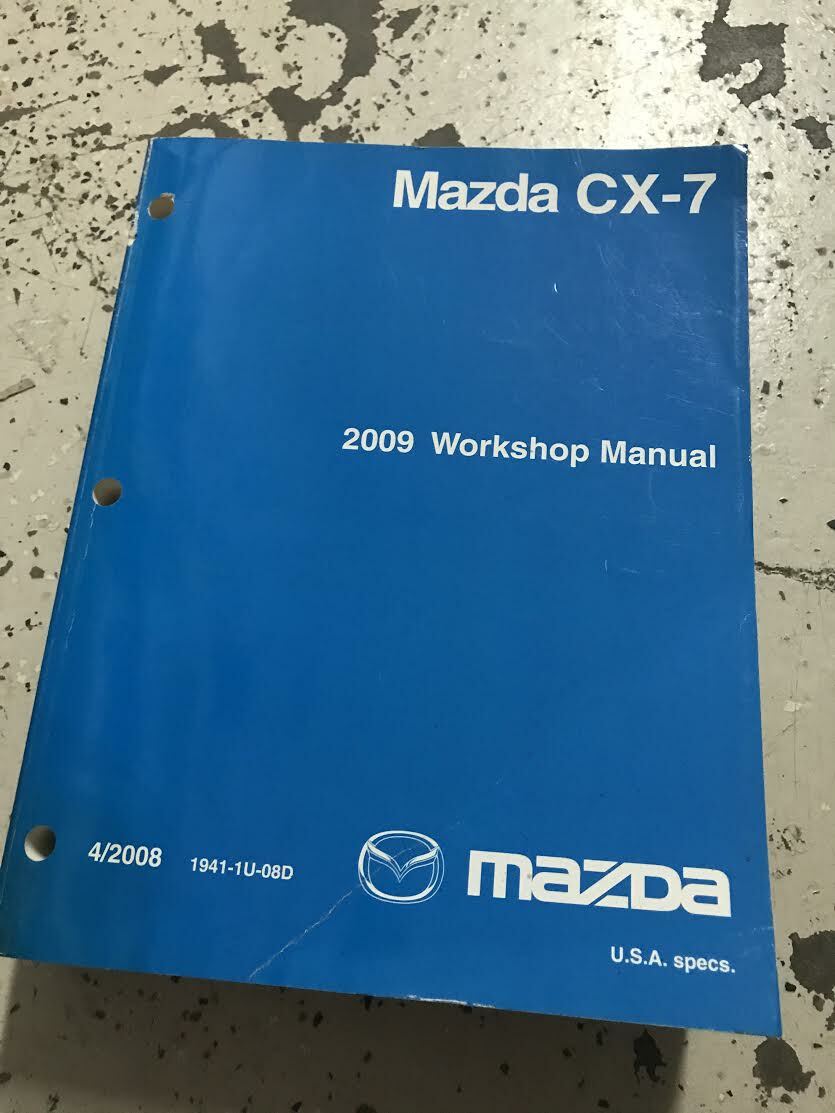 Mazda CX-7
2009 Workshop Manual
4/2008 1941-1U-08D
mazda
U.S.A. specs.